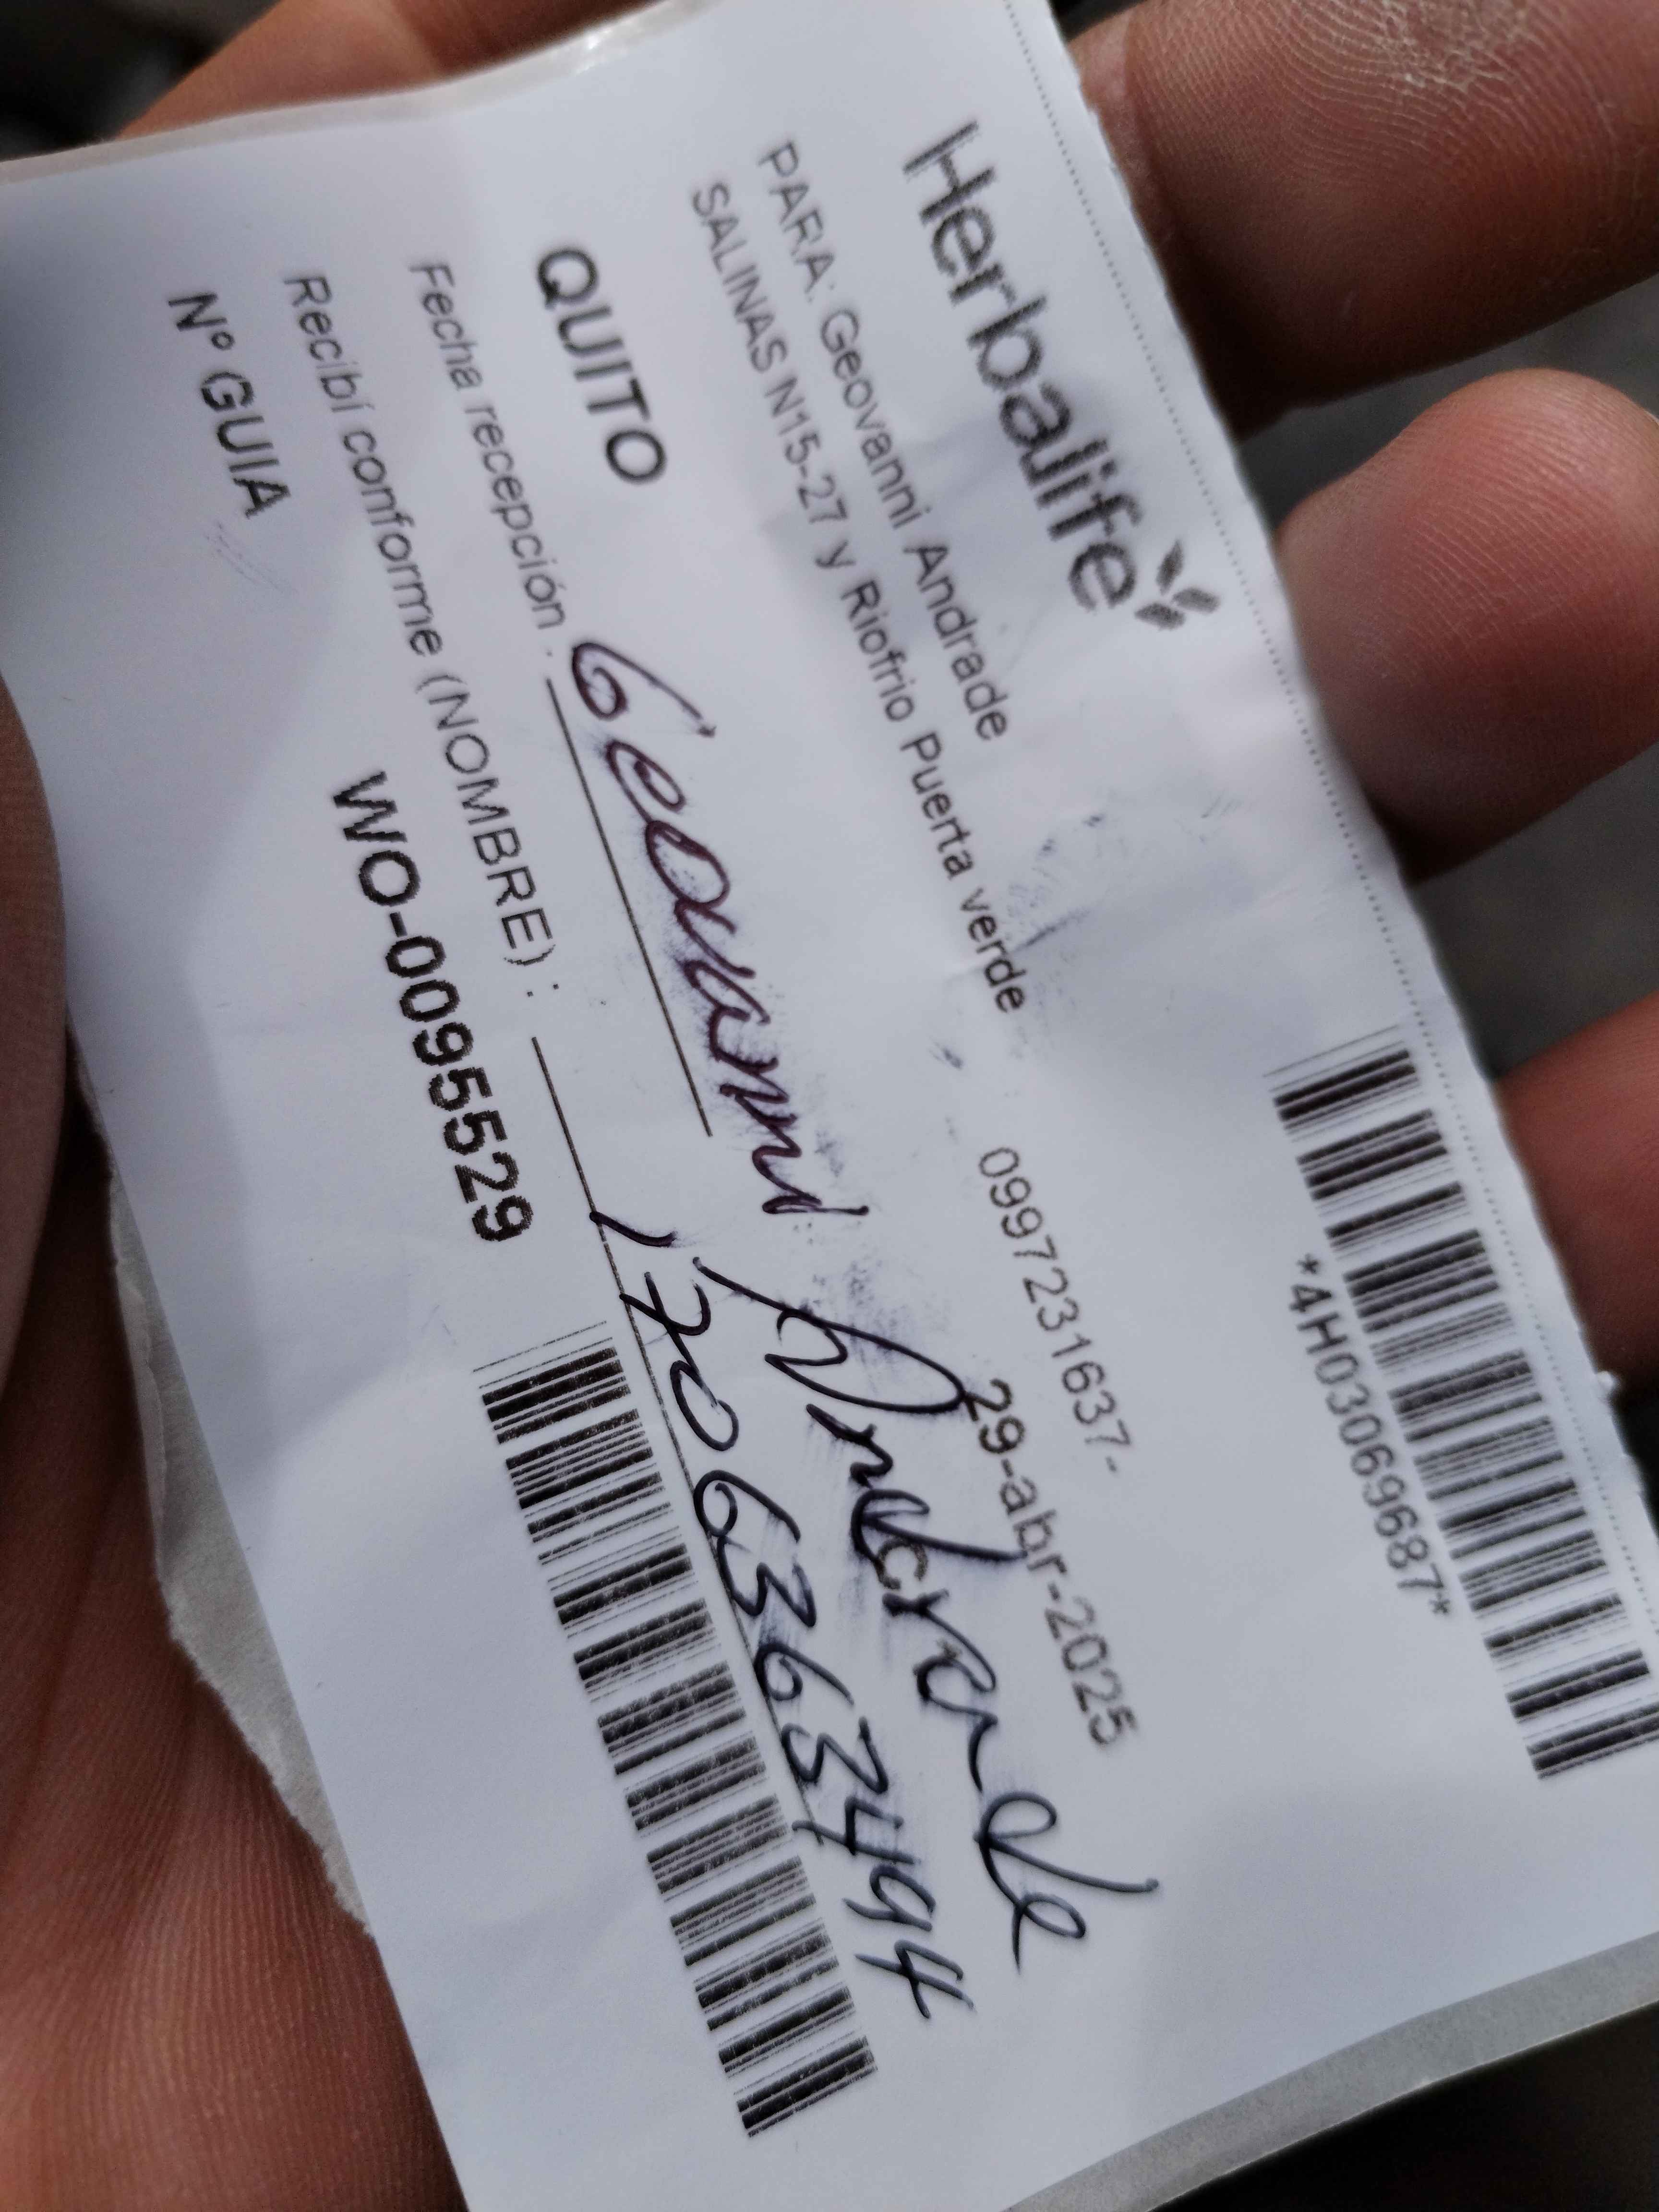 Herbalife
*4H03069687*
PARA: Geovanni Andrade
SALINAS N15-27 y Riofrio Puerta verde 0997231637-
29-abr-2025
QUITO
Fecha recepción : Geovanni Andrade
Recibí conforme (NOMBRE) : 1706363494
Nº GUIA WO-0095529